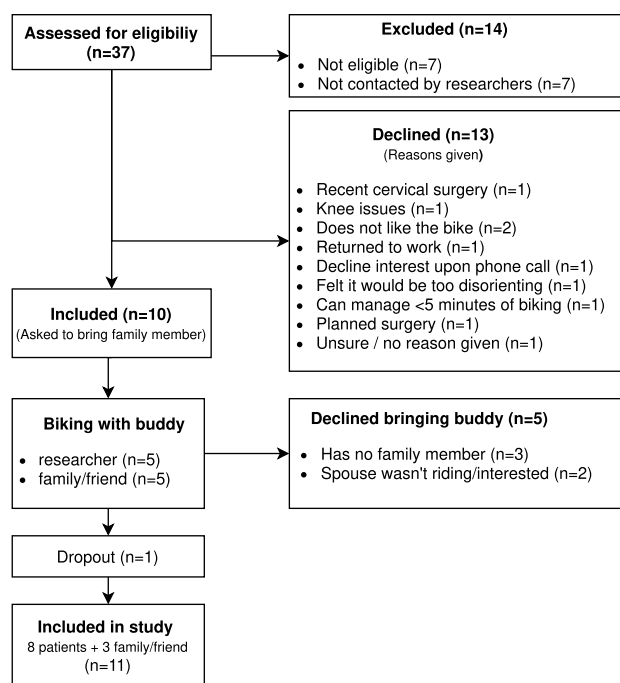 Assessed for eligibiliy
(n=37)
Excluded (n=14)
• Not eligible (n=7)
• Not contacted by researchers (n=7)
Declined (n=13)
(Reasons given)
• Recent cervical surgery (n=1)
• Knee issues (n=1)
• Does not like the bike (n=2)
• Returned to work (n=1)
• Decline interest upon phone call (n=1)
• Felt it would be too disorienting (n=1)
• Can manage <5 minutes of biking (n=1)
• Planned surgery (n=1)
• Unsure / no reason given (n=1)
Included (n=10)
(Asked to bring family member)
Biking with buddy
• researcher (n=5)
• family/friend (n=5)
Declined bringing buddy (n=5)
• Has no family member (n=3)
• Spouse wasn't riding/interested (n=2)
Dropout (n=1)
Included in study
8 patients + 3 family/friend
(n=11)